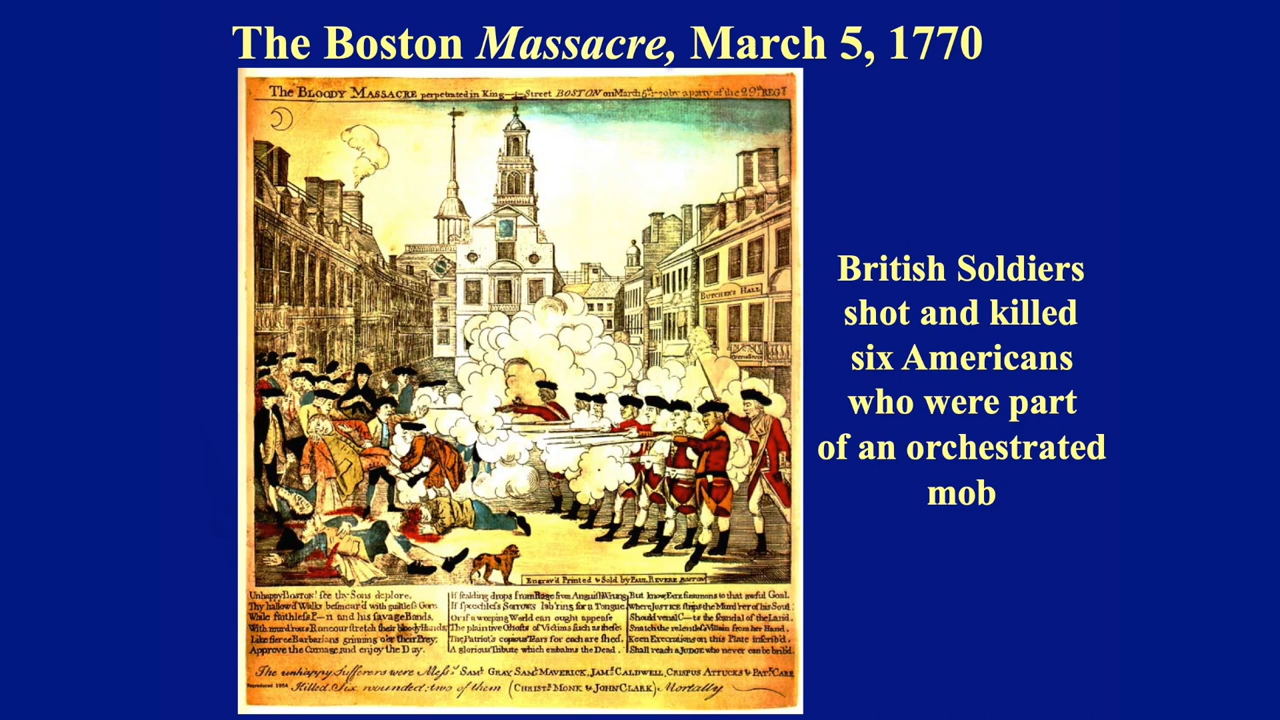 The Boston Massacre, March 5, 1770
The BLOODY MASSACRE perpetrated in King Street BOSTON on March 5th 1770 by a party of the 29th REGT
BUTCHER'S HALL
British Soldiers
shot and killed
six Americans
who were part
of an orchestrated
mob
Engrav'd Printed & Sold by PAUL REVERE BOSTON
Unhappy BOSTON! see thy Sons deplore,
Thy hallow'd Walks besmear'd with guiltless Gore.
While faithless P—n and his savage Bands,
With murd'rous Rancour stretch their bloody Hands;
Like fierce Barbarians grinning o'er their Prey,
Approve the Carnage, and enjoy the Day.
If scalding drops from Rage from Anguish Wrung
If speechless Sorrows lab'ring for a Tongue,
Or if a weeping World can ought appease
The plaintive Ghosts of Victims such as these;
The Patriot's copious Tears for each are shed,
A glorious Tribute which embalms the Dead.
But know, FATE summons to that awful Goal,
Where JUSTICE strips the Murd'rer of his Soul:
Should venal C—ts the scandal of the Land,
Snatch the relentless Villain from her Hand,
Keen Execrations on this Plate inscrib'd,
Shall reach a JUDGE who never can be brib'd.
The unhappy Sufferers were Messs SAML GRAY, SAML MAVERICK, JAMS CALDWELL, CRISPUS ATTUCKS & PATK CARR
Reproduced 1954
Killed. Six wounded; two of them (CHRISTR MONK & JOHN CLARK) Mortally